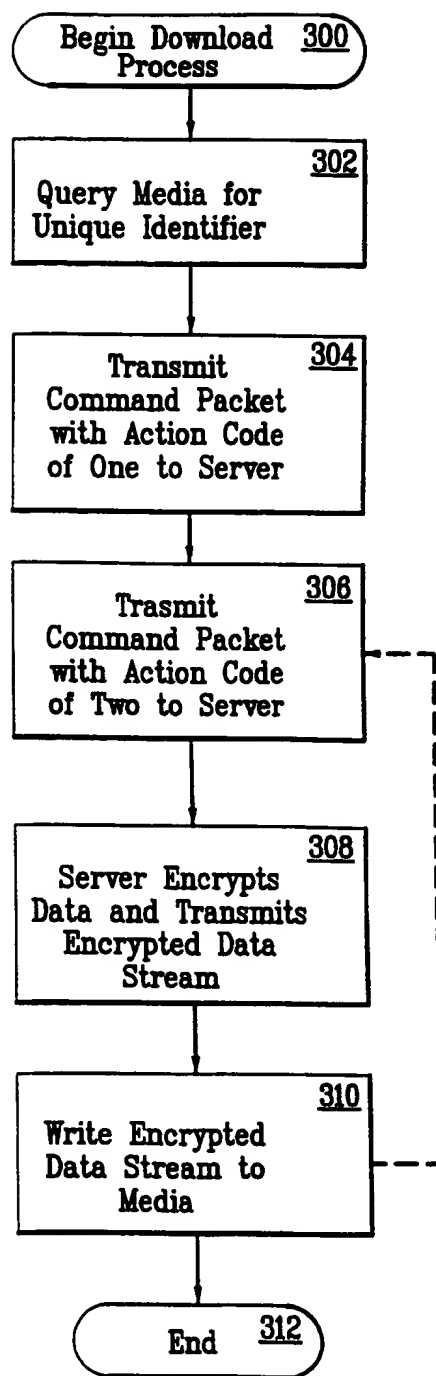 Begin Download 300
Process
302
Query Media for
Unique Identifier
304
Transmit
Command Packet
with Action Code
of One to Server
306
Trasmit
Command Packet
with Action Code
of Two to Server
308
Server Encrypts
Data and Transmits
Encrypted Data
Stream
310
Write Encrypted
Data Stream to
Media
End 312